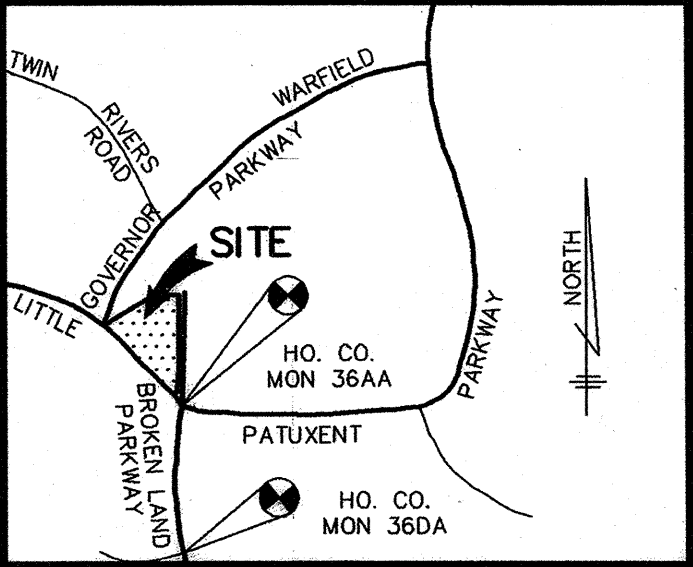 TWIN
RIVERS
ROAD
WARFIELD
PARKWAY
GOVERNOR
SITE
NORTH
LITTLE
HO. CO.
MON 36AA
PARKWAY
BROKEN LAND
PARKWAY
PATUXENT
HO. CO.
MON 36DA